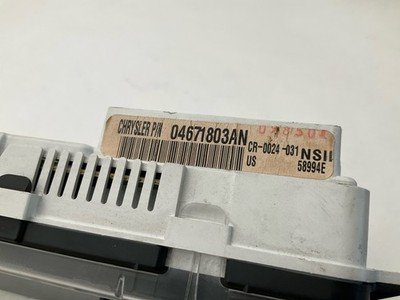 CHRYSLER P/N 04671803AN
CR-0024-031 NSII
US 58994E